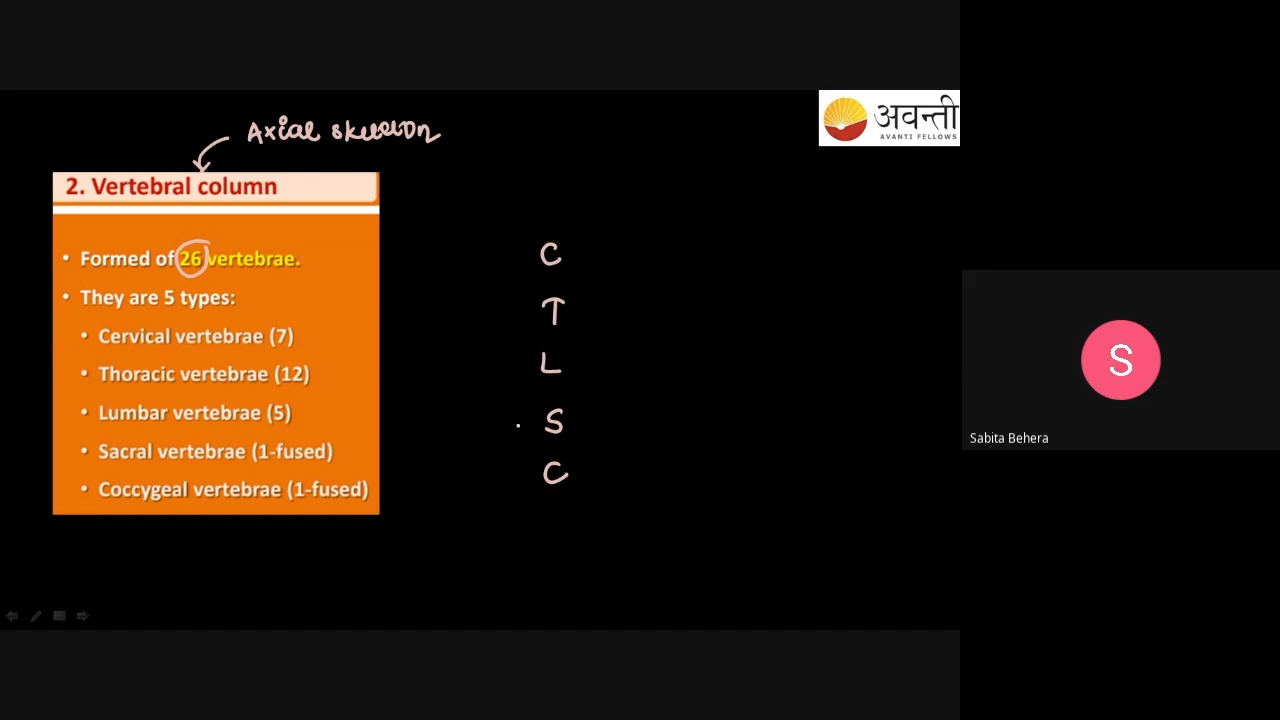 Axial skeleton
अवन्ती
AVANTI FELLOWS
2. Vertebral column
• Formed of 26 vertebrae.
• They are 5 types:
• Cervical vertebrae (7)
• Thoracic vertebrae (12)
• Lumbar vertebrae (5)
• Sacral vertebrae (1-fused)
• Coccygeal vertebrae (1-fused)
C
T
L
S
C
S
Sabita Behera